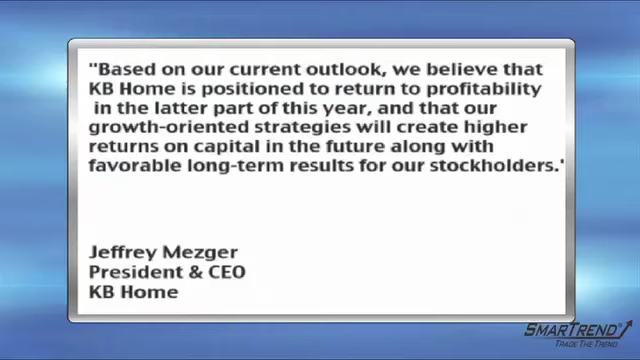 "Based on our current outlook, we believe that
KB Home is positioned to return to profitability
in the latter part of this year, and that our
growth-oriented strategies will create higher
returns on capital in the future along with
favorable long-term results for our stockholders.'
Jeffrey Mezger
President & CEO
KB Home
SMARTREND®
TRADE THE TREND